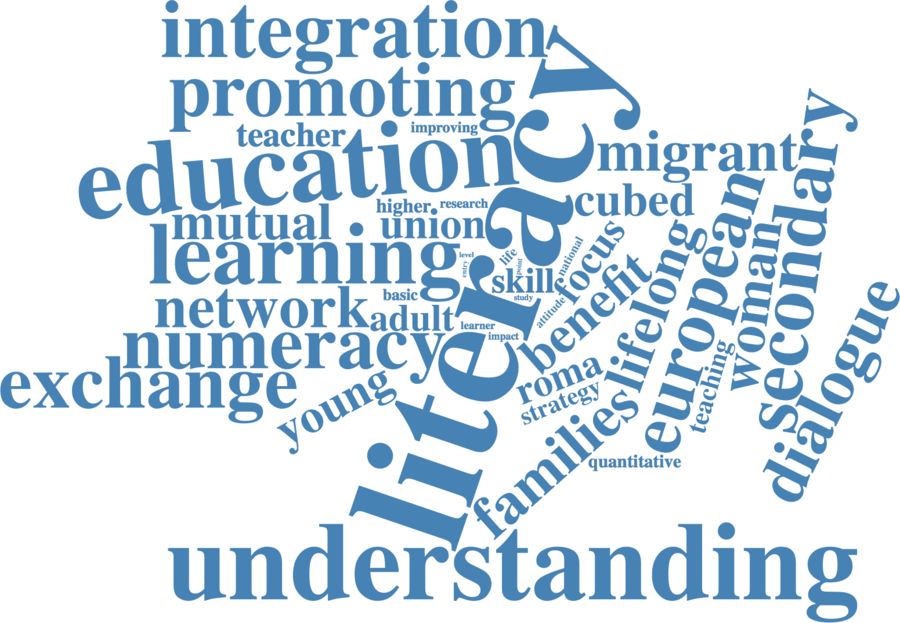 integration
promoting
teacher
improving
education
literacy
migrant
secondary
higher
research
cubed
mutual
union
learning
level
entry
life
point
national
skills
study
focus
european
woman
network
basic
adult
attitude
benefit
lifelong
numeracy
learner
impact
exchange
young
roma
strategy
teaching
dialogue
families
quantitative
understanding